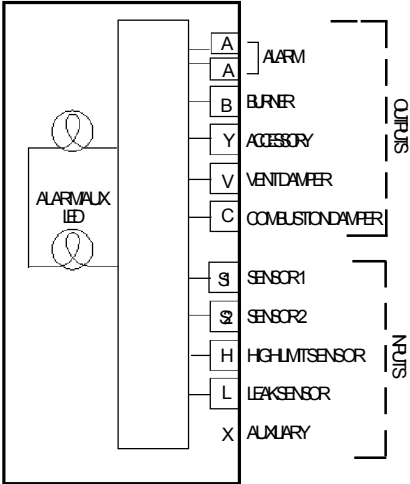 A
A
ALARM
B BURNER
Y ACCESSORY
V VENT DAMPER
C COMBUSTION DAMPER
OUTPUTS
ALARM/AUX
LED
S1 SENSOR 1
S2 SENSOR 2
H HIGH LIMIT SENSOR
L LEAK SENSOR
X AUXILIARY
INPUTS